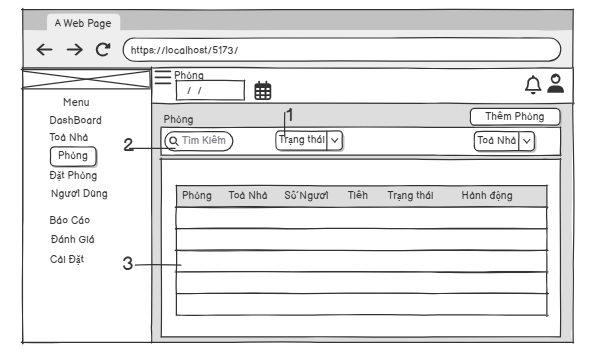 A Web Page
https://localhost/5173/
Phòng
/ /
Menu
DashBoard
Toà Nhà
Phòng
Đặt Phòng
Người Dùng
Báo Cáo
Đánh Giá
Cài Đặt
Phòng
1
Thêm Phòng
2
Tìm Kiếm
Trạng thái
Toà Nhà
Phòng Toà Nhà Số Người Tiền Trạng thái Hành động
3